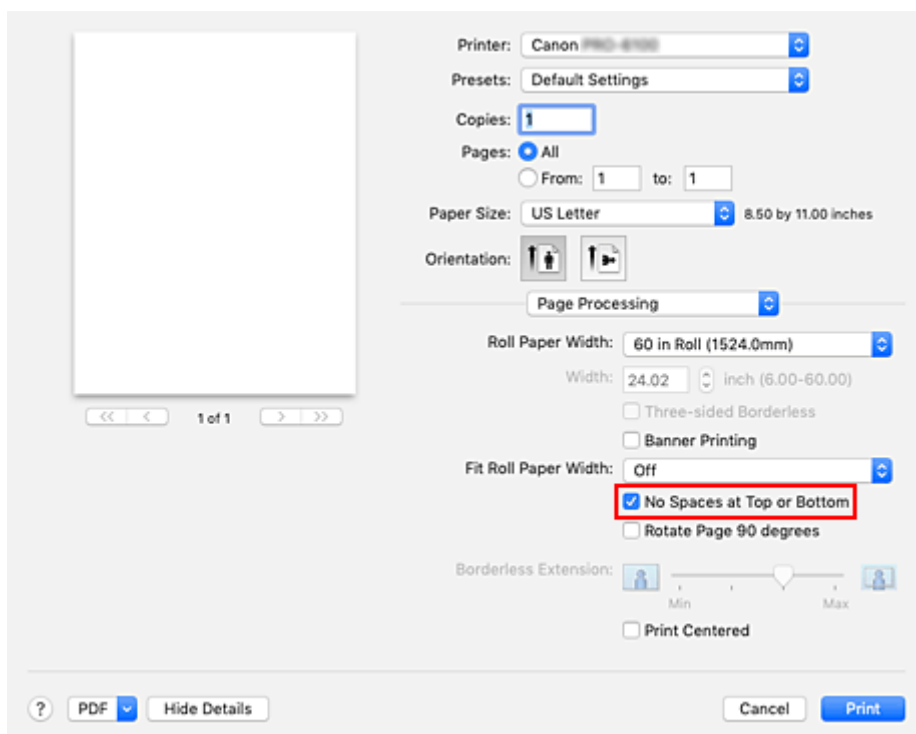 Printer: Canon
Presets: Default Settings
Copies: 1
Pages: All
From: 1 to: 1
Paper Size: US Letter 8.50 by 11.00 inches
Orientation:
Page Processing
Roll Paper Width: 60 in Roll (1524.0mm)
Width: 24.02 inch (6.00-60.00)
Three-sided Borderless
1 of 1
Banner Printing
Fit Roll Paper Width: Off
No Spaces at Top or Bottom
Rotate Page 90 degrees
Borderless Extension:
Min Max
Print Centered
? PDF Hide Details Cancel Print